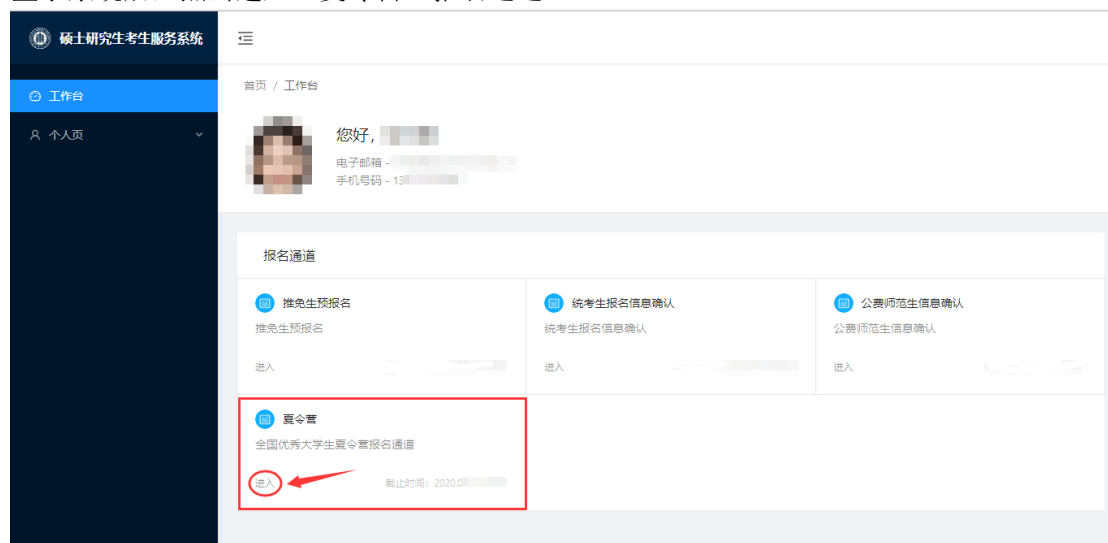 硕士研究生考生服务系统
首页 / 工作台
工作台
个人页
您好，
电子邮箱 -
手机号码 - 13
报名通道
推免生预报名
推免生预报名
进入
统考生报名信息确认
统考生报名信息确认
进入
公费师范生信息确认
公费师范生信息确认
进入
夏令营
全国优秀大学生夏令营报名通道
进入
截止时间：2020.0